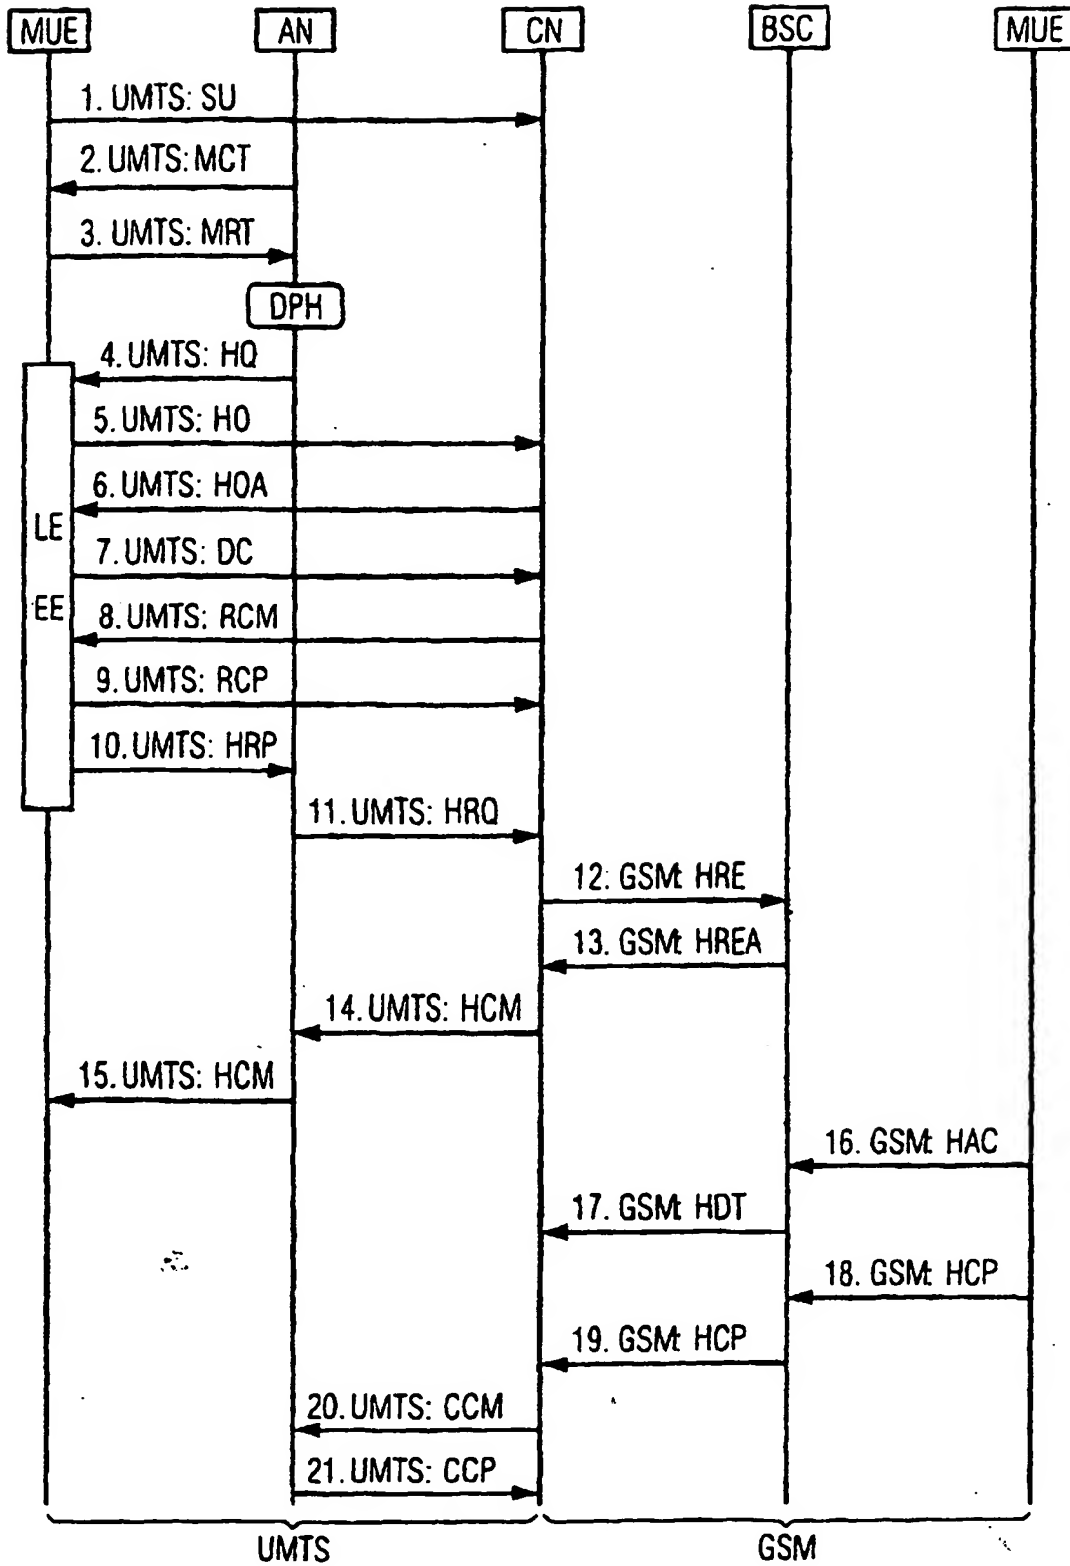 MUE AN CN BSC MUE
1. UMTS: SU
2. UMTS: MCT
3. UMTS: MRT
DPH
4. UMTS: HQ
5. UMTS: HO
6. UMTS: HOA
LE
7. UMTS: DC
EE
8. UMTS: RCM
9. UMTS: RCP
10. UMTS: HRP
11. UMTS: HRQ
12: GSM: HRE
13. GSM: HREA
14. UMTS: HCM
15. UMTS: HCM
16. GSM: HAC
17. GSM: HDT
18. GSM: HCP
19. GSM: HCP
20. UMTS: CCM
21. UMTS: CCP
UMTS GSM